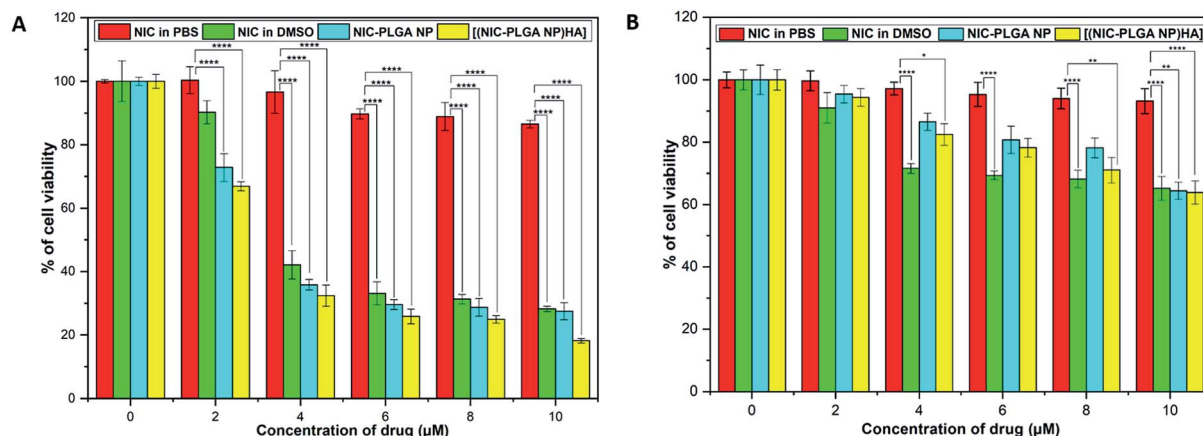 A
120
100
80
60
40
20
0
% of cell viability
NIC in PBS NIC in DMSO NIC-PLGA NP [(NIC-PLGA NP)HA]
**** **** **** **** ****
**** **** **** **** ****
**** **** **** ****
0 2 4 6 8 10
Concentration of drug (μM)
B
120
100
80
60
40
20
0
% of cell viability
NIC in PBS NIC in DMSO NIC-PLGA NP [(NIC-PLGA NP)HA]
* ** ****
**** **** **** **
****
0 2 4 6 8 10
Concentration of drug (μM)